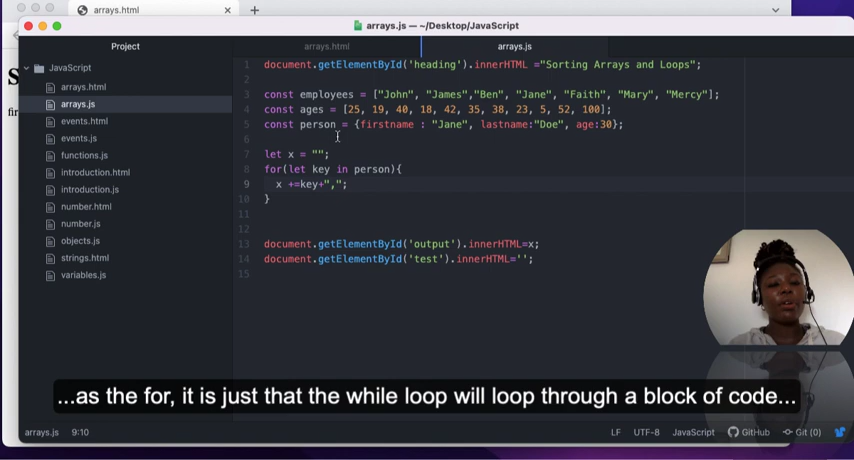 arrays.html
arrays.js — ~/Desktop/JavaScript
Project
arrays.html
arrays.js
JavaScript
arrays.html
arrays.js
events.html
events.js
functions.js
introduction.html
introduction.js
number.html
number.js
objects.js
strings.html
variables.js
S
fir
1 document.getElementById('heading').innerHTML ="Sorting Arrays and Loops";
2
3 const employees = ["John", "James","Ben", "Jane", "Faith", "Mary", "Mercy"];
4 const ages = [25, 19, 40, 18, 42, 35, 38, 23, 5, 52, 100];
5 const person = {firstname : "Jane", lastname:"Doe", age:30};
6
7 let x = "";
8 for(let key in person){
9 x +=key+",";
10 }
11
12
13 document.getElementById('output').innerHTML=x;
14 document.getElementById('test').innerHTML='';
15
...as the for, it is just that the while loop will loop through a block of code...
arrays.js 9:10 LF UTF-8 JavaScript GitHub Git (0)